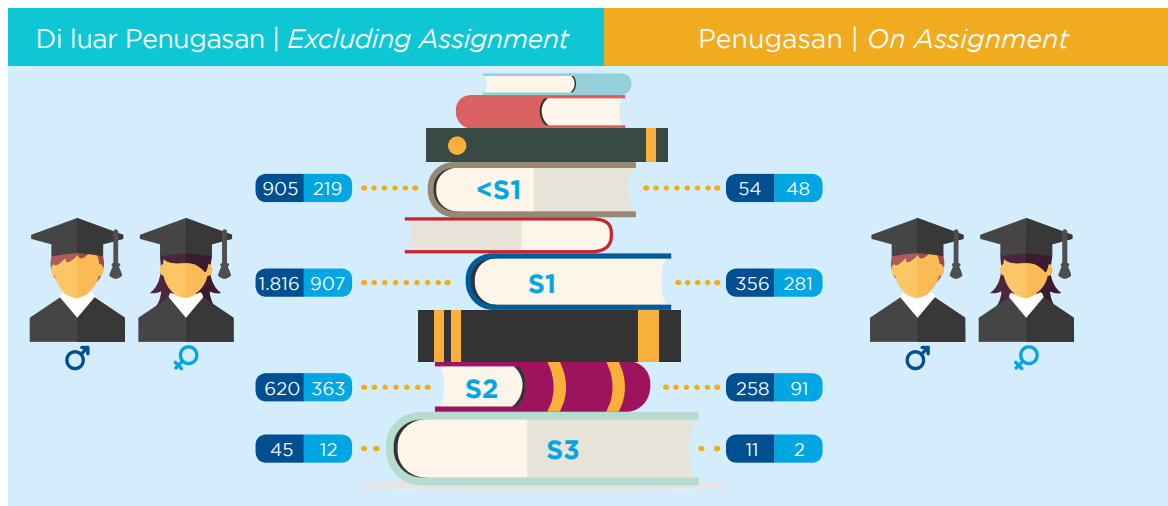 Di luar Penugasan | Excluding Assignment
Penugasan | On Assignment
905 219 <S1 54 48
1.816 907 S1 356 281
620 363 S2 258 91
45 12 S3 11 2